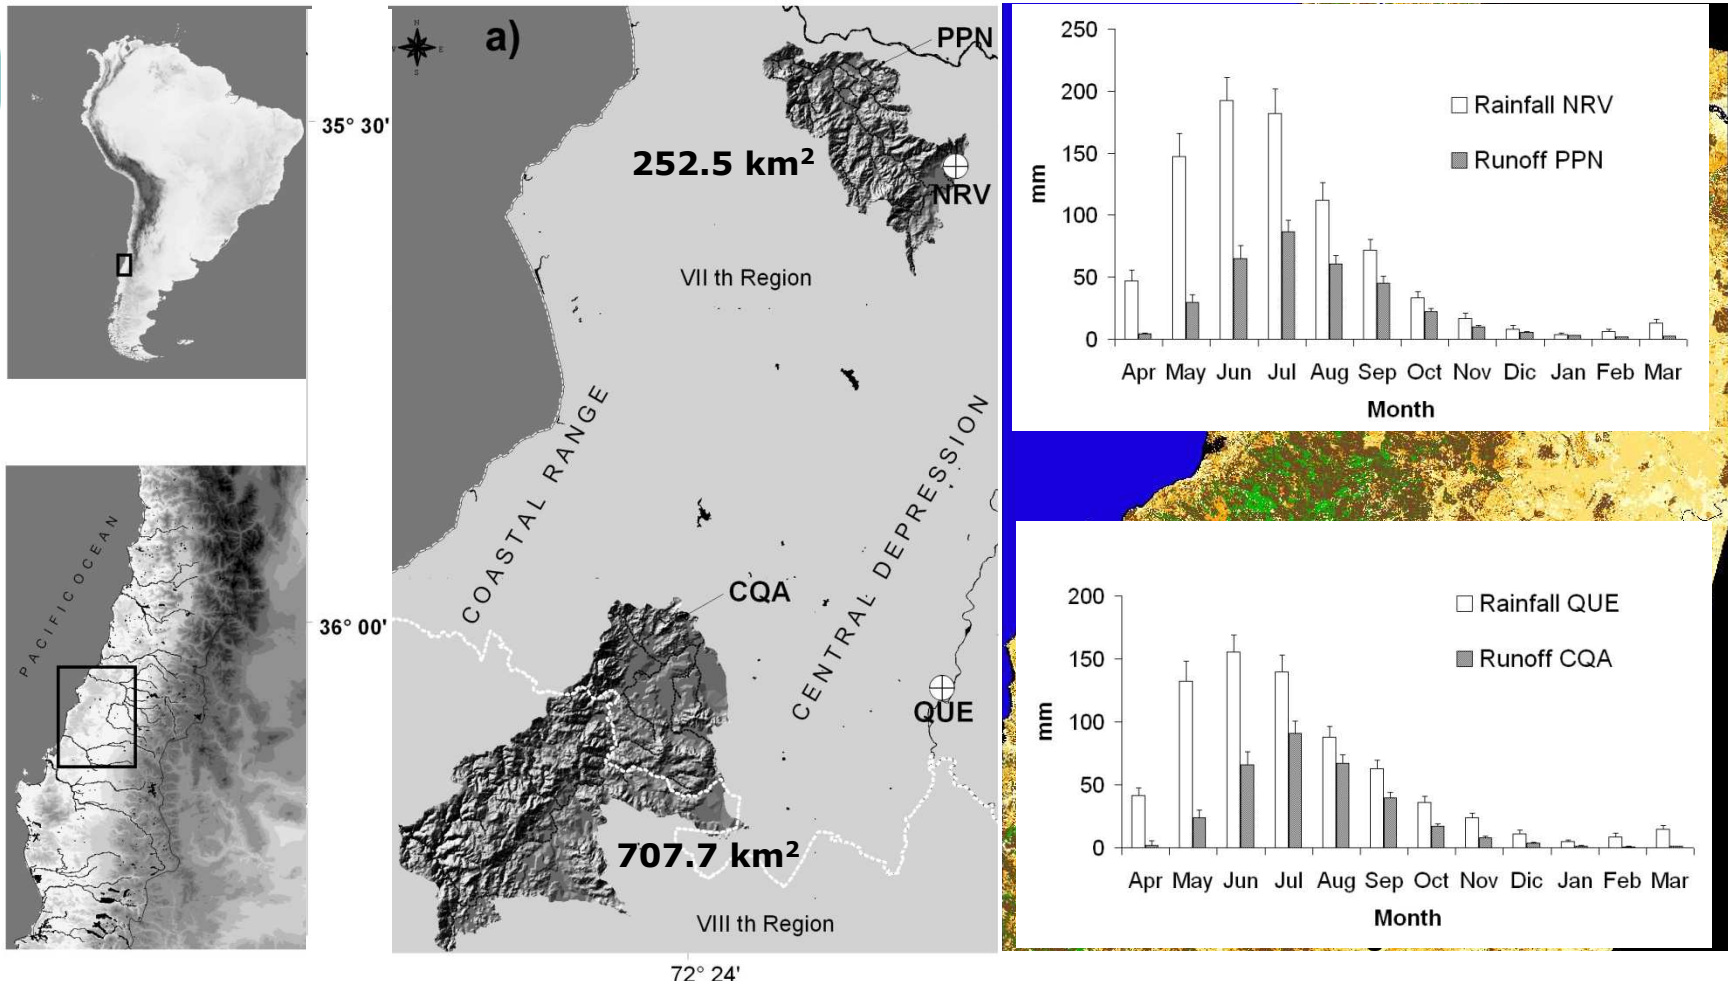 PACIFIC OCEAN
a)
N
E
S
35° 30'
36° 00'
72° 24'
PPN
252.5 km²
NRV
VII th Region
COASTAL RANGE
CENTRAL DEPRESSION
CQA
QUE
707.7 km²
VIII th Region
250
200
150
100
50
0
mm
Rainfall NRV
Runoff PPN
Apr May Jun Jul Aug Sep Oct Nov Dic Jan Feb Mar
Month
200
150
100
50
0
mm
Rainfall QUE
Runoff CQA
Apr May Jun Jul Aug Sep Oct Nov Dic Jan Feb Mar
Month